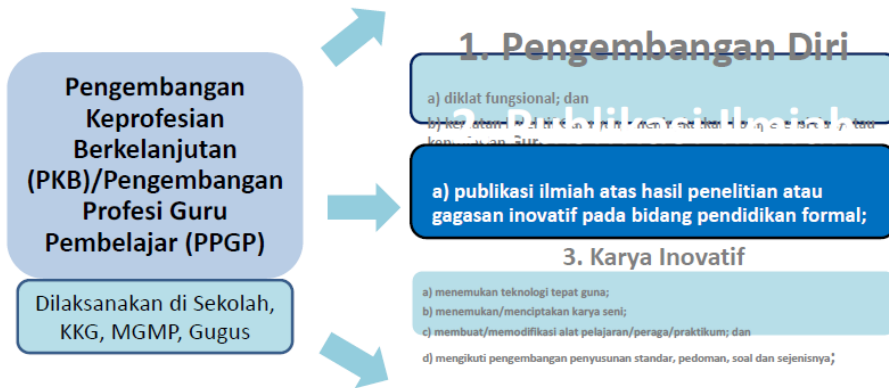 Pengembangan
Keprofesian
Berkelanjutan
(PKB)/Pengembangan
Profesi Guru
Pembelajar (PPGP)
Dilaksanakan di Sekolah,
KKG, MGMP, Gugus
1. Pengembangan Diri
a) diklat fungsional; dan
2. Publikasi Ilmiah
a) publikasi ilmiah atas hasil penelitian atau
gagasan inovatif pada bidang pendidikan formal;
3. Karya Inovatif
a) menemukan teknologi tepat guna;
b) menemukan/menciptakan karya seni;
c) membuat/memodifikasi alat pelajaran/peraga/praktikum; dan
d) mengikuti pengembangan penyusunan standar, pedoman, soal dan sejenisnya;